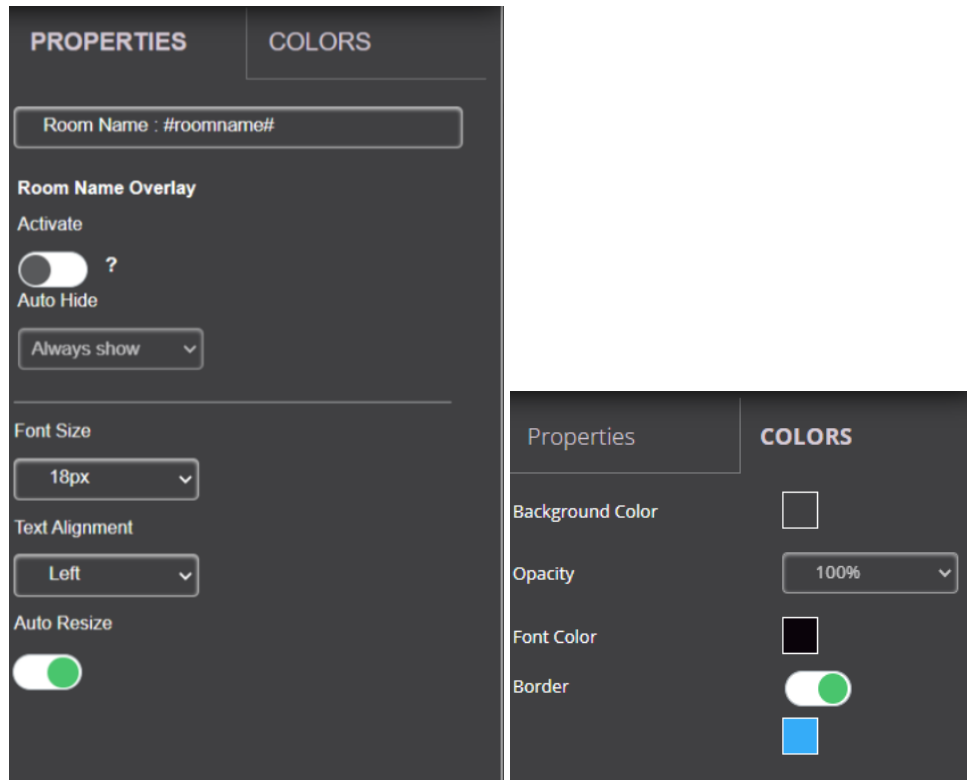 PROPERTIES COLORS
Room Name : #roomname#
Room Name Overlay
Activate
?
Auto Hide
Always show
Font Size
18px
Text Alignment
Left
Auto Resize
Properties COLORS
Background Color
Opacity 100%
Font Color
Border